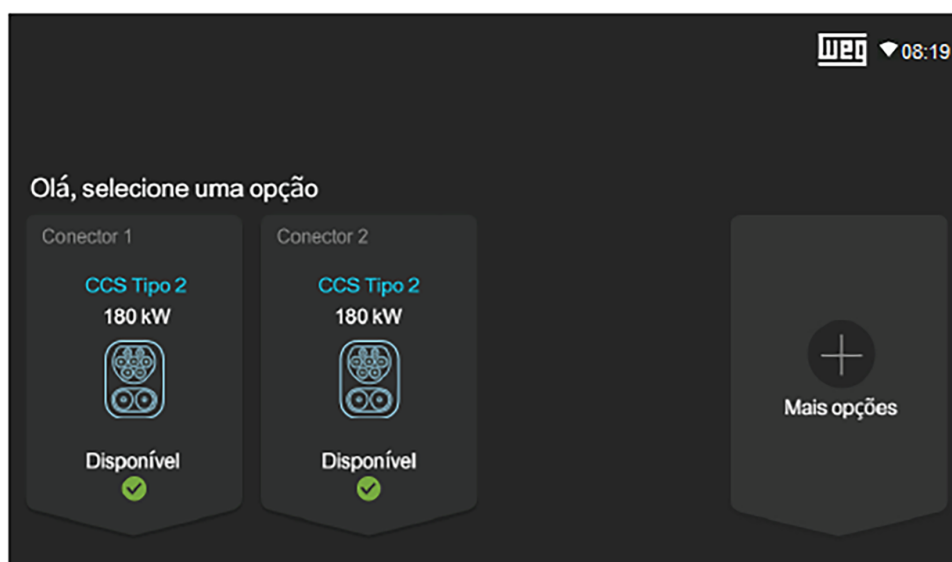 weg 08:19
Olá, selecione uma opção
Conector 1
CCS Tipo 2
180 kW
Disponível
Conector 2
CCS Tipo 2
180 kW
Disponível
Mais opções